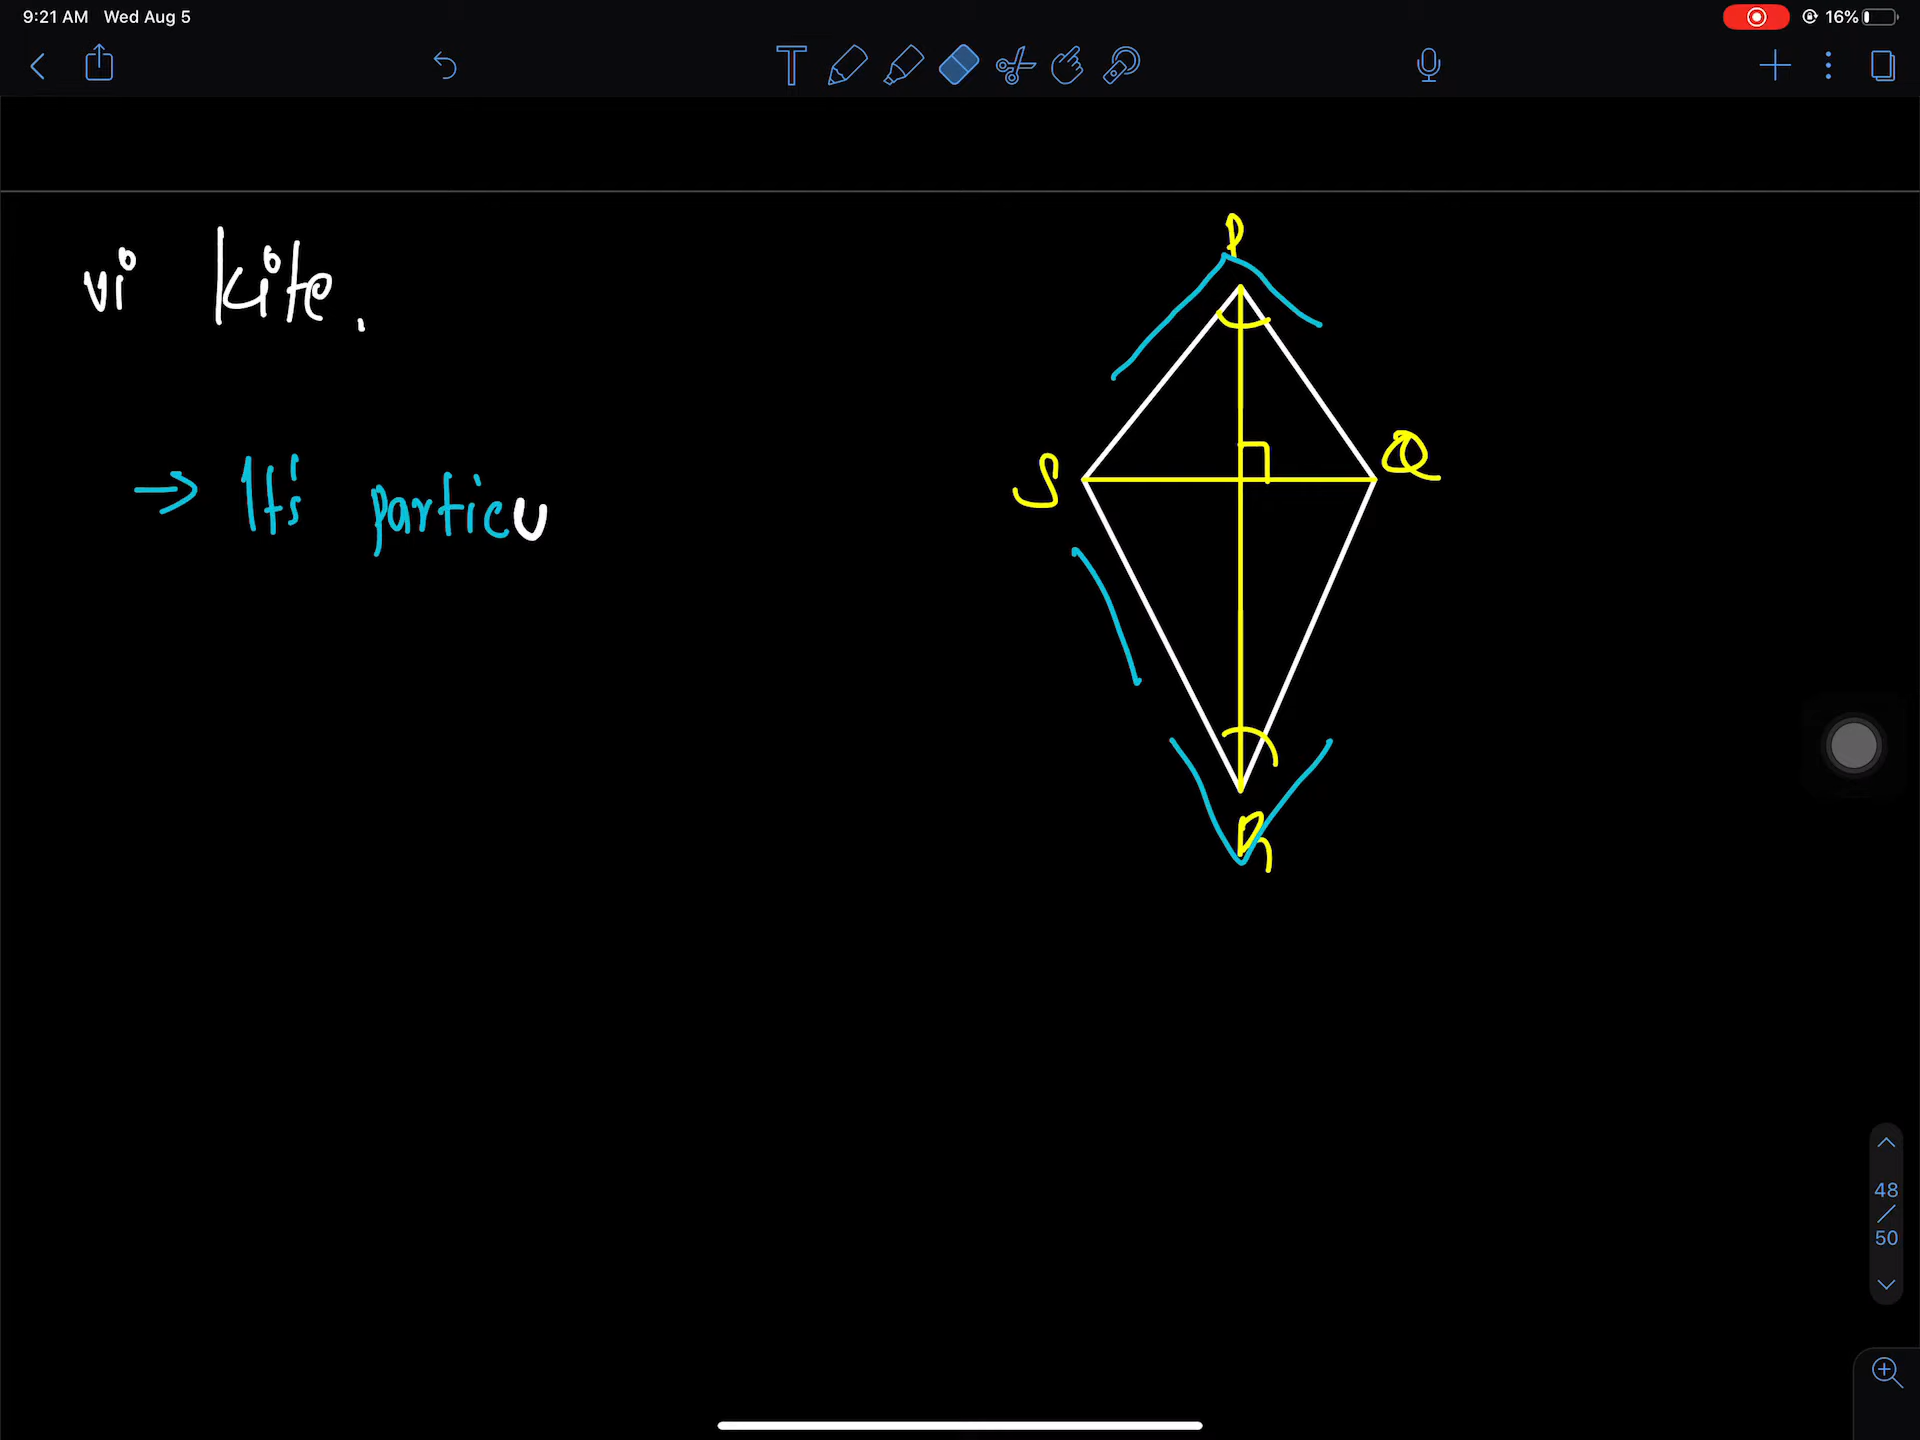 9:21 AM Wed Aug 5
16%
T
vi kite.
P
S
Q
→ It's particu
R
48
/
50